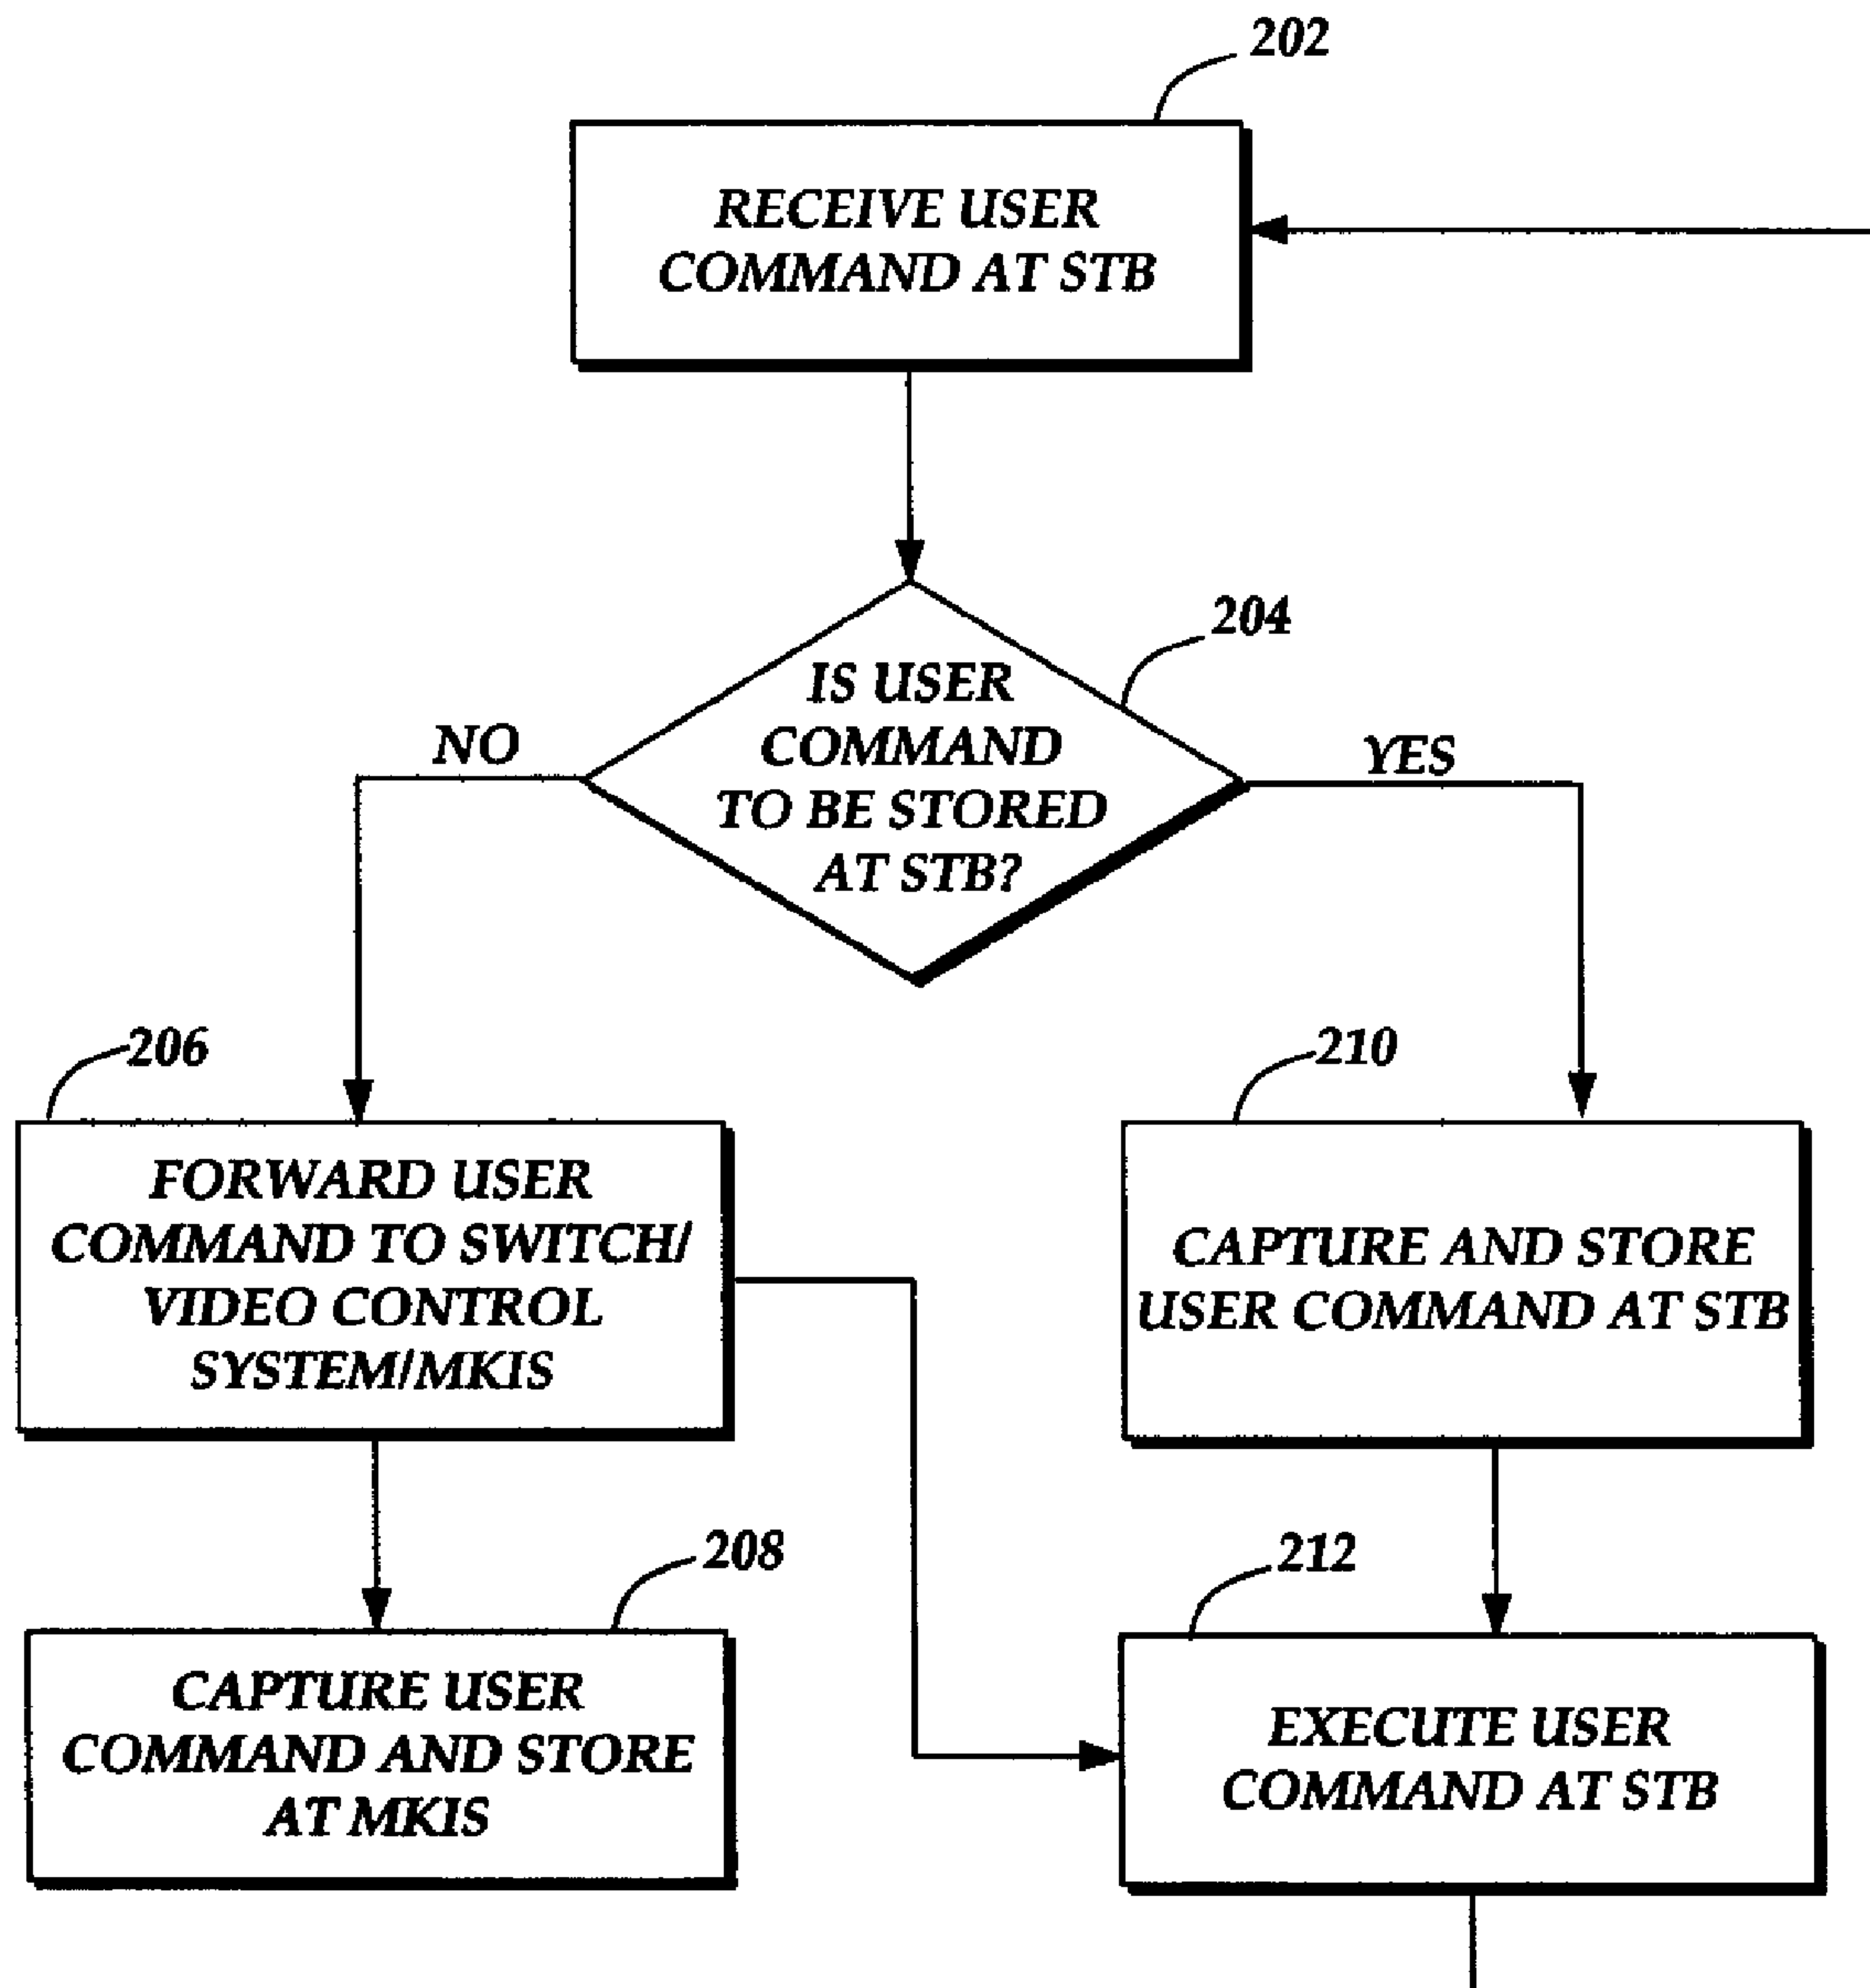 202
RECEIVE USER
COMMAND AT STB
204
IS USER
COMMAND
TO BE STORED
AT STB?
NO
YES
206
FORWARD USER
COMMAND TO SWITCH/
VIDEO CONTROL
SYSTEM/MKIS
210
CAPTURE AND STORE
USER COMMAND AT STB
208
CAPTURE USER
COMMAND AND STORE
AT MKIS
212
EXECUTE USER
COMMAND AT STB